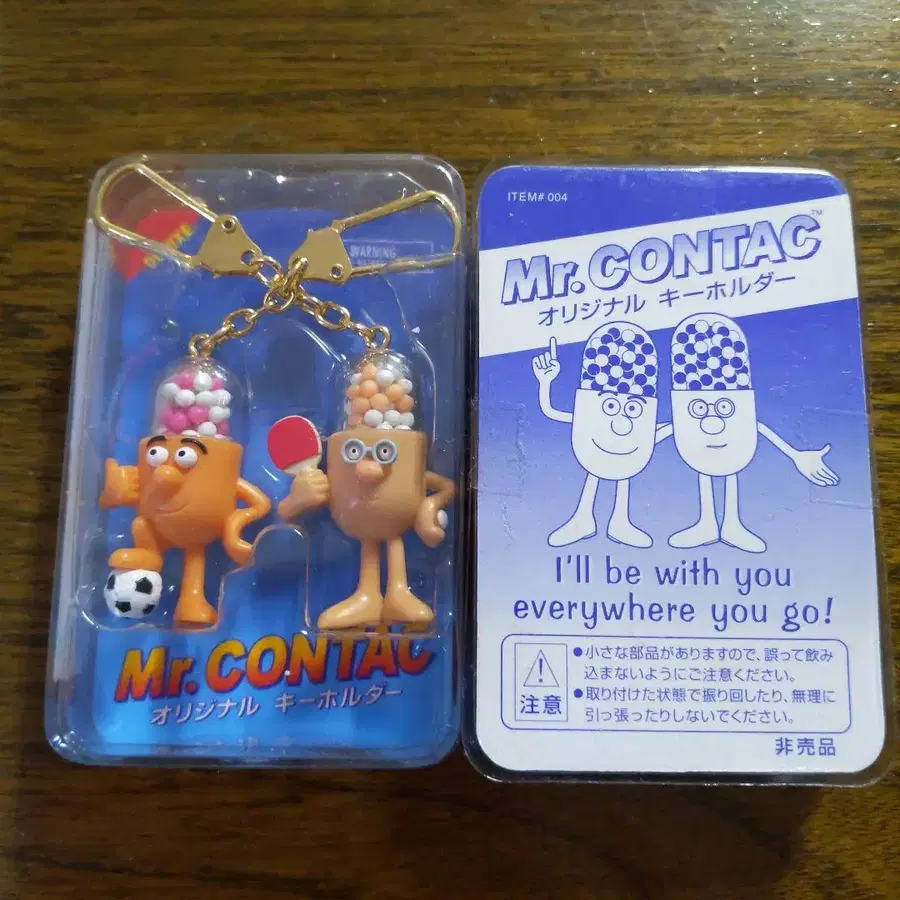 WARNING
Mr. CONTAC
オリジナル キーホルダー
ITEM# 004
Mr. CONTAC™
オリジナル キーホルダー
I'll be with you
everywhere you go!
注意
●小さな部品がありますので、誤って飲み
込まないようにご注意ください。
●取り付けた状態で振り回したり、無理に
引っ張ったりしないでください。
非売品